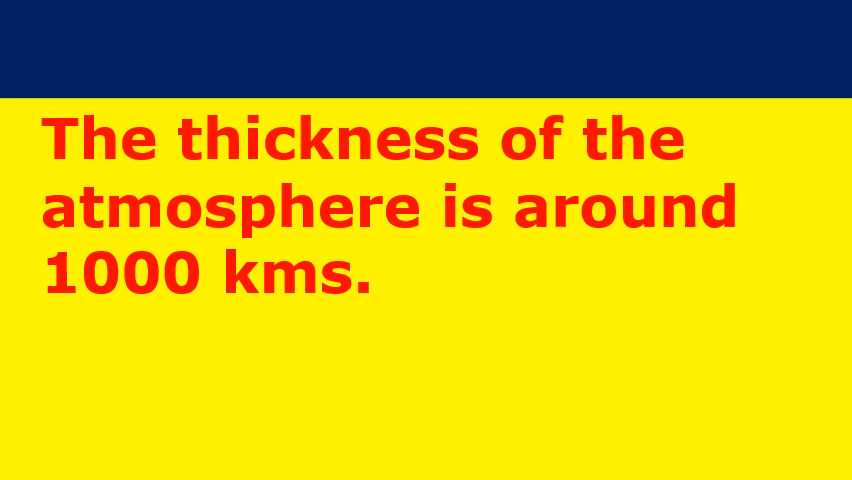 The thickness of the
atmosphere is around
1000 kms.